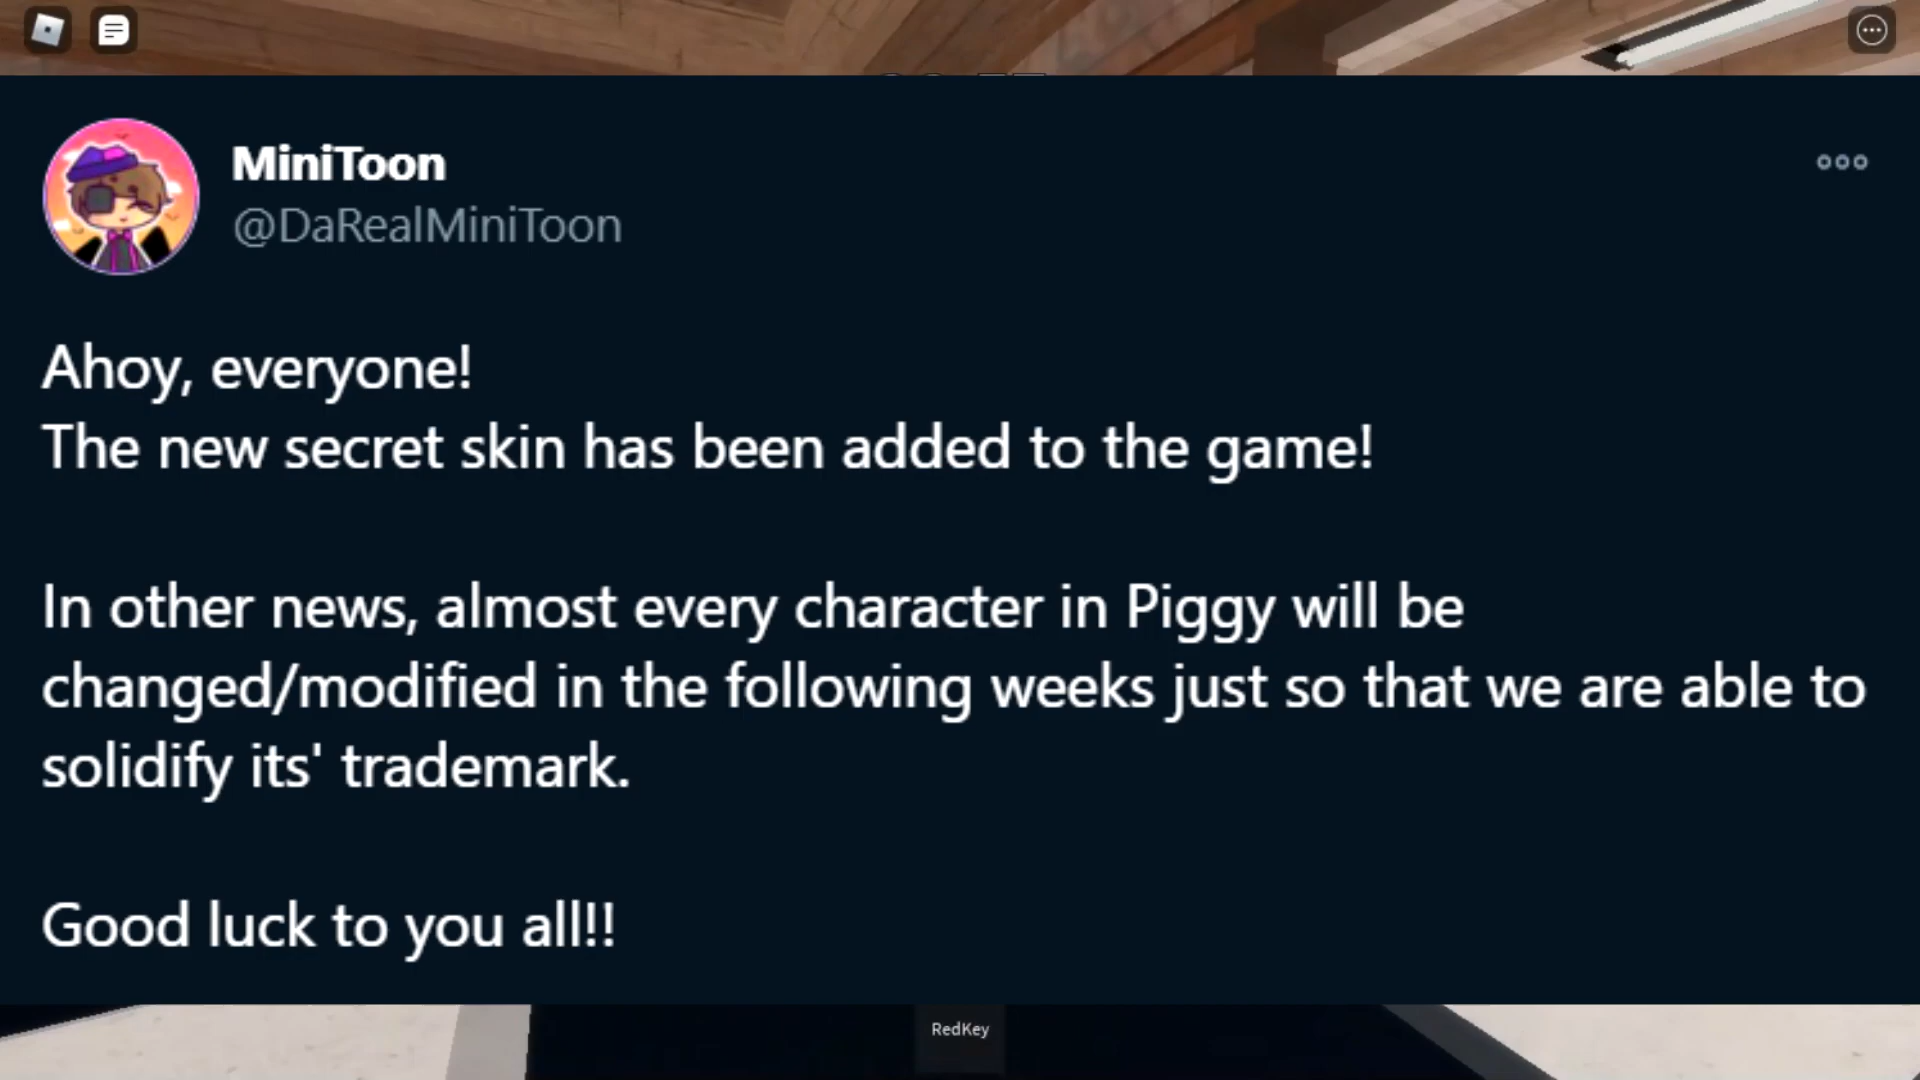 MiniToon
@DaRealMiniToon
Ahoy, everyone!
The new secret skin has been added to the game!
In other news, almost every character in Piggy will be
changed/modified in the following weeks just so that we are able to
solidify its' trademark.
Good luck to you all!!
RedKey